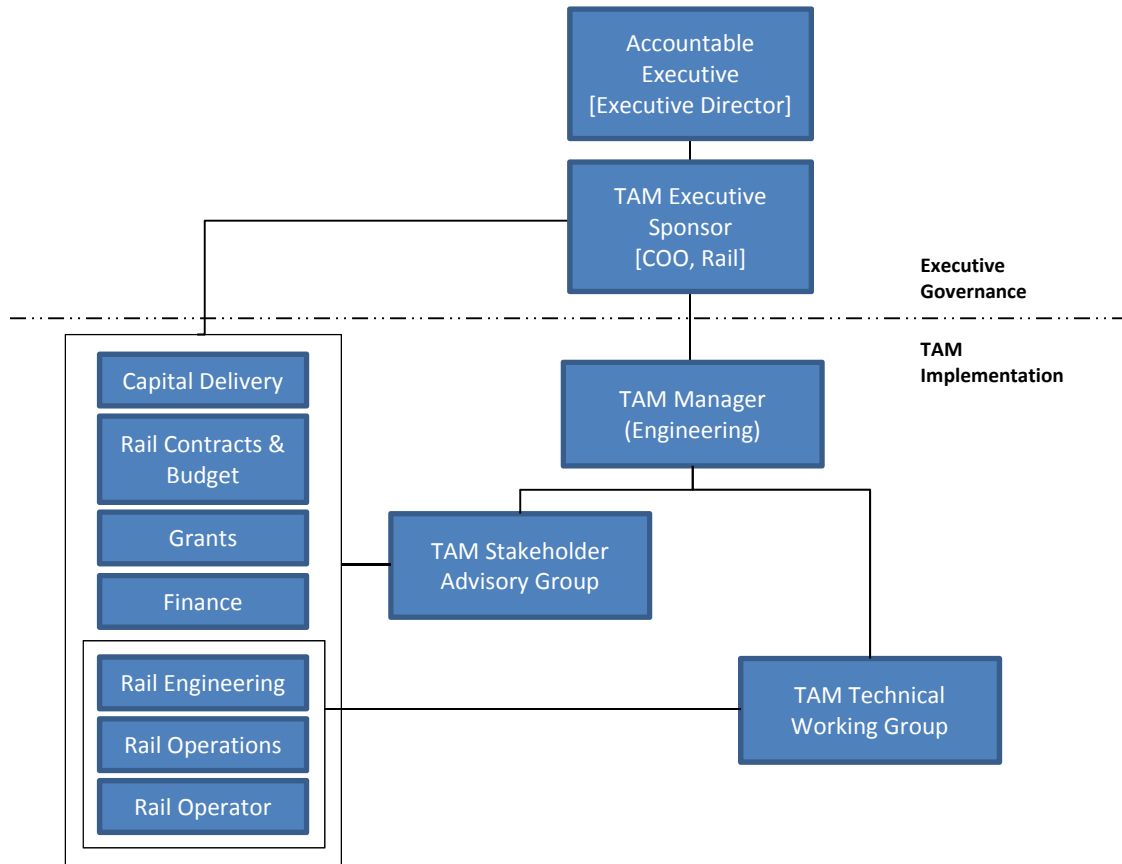 Accountable
Executive
[Executive Director]
TAM Executive
Sponsor
[COO, Rail]
Executive
Governance
TAM
Implementation
Capital Delivery
Rail Contracts &
Budget
Grants
Finance
Rail Engineering
Rail Operations
Rail Operator
TAM Manager
(Engineering)
TAM Stakeholder
Advisory Group
TAM Technical
Working Group